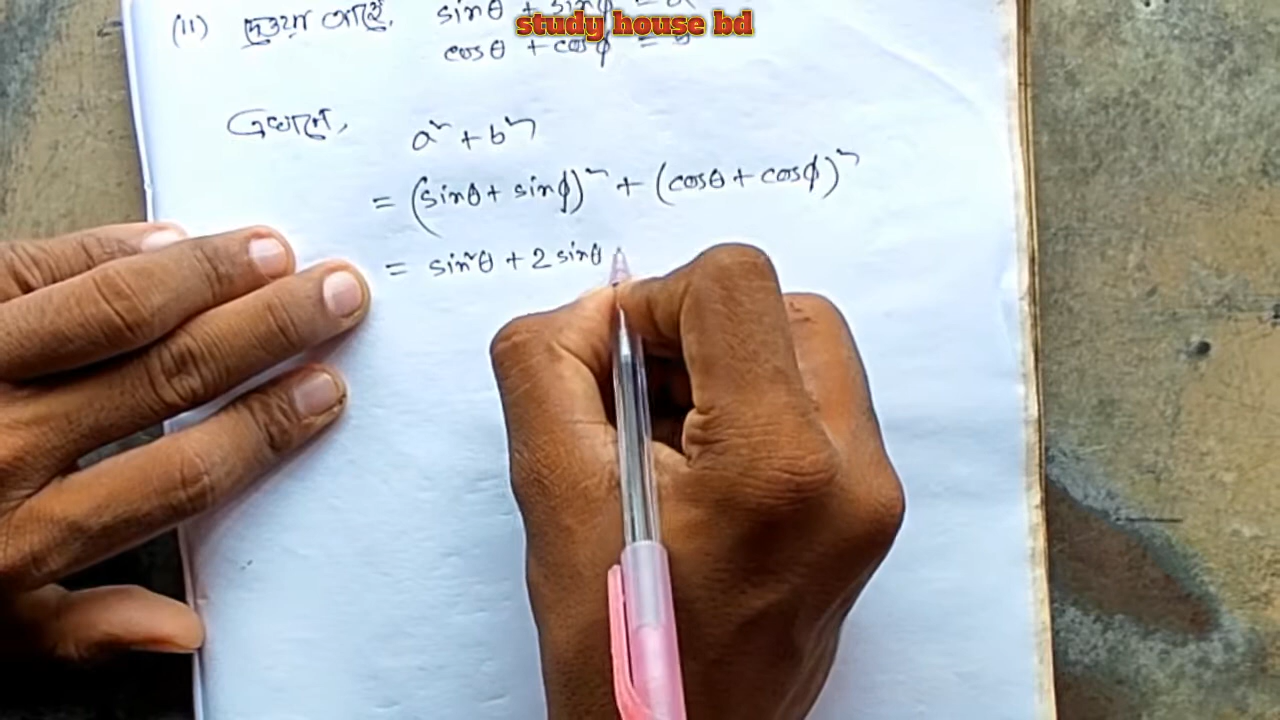 (ii) দেওয়া আছে, sinθ + sinφ = a
study house bd
cosθ + cosφ = b
এখানে, a² + b²
= (sinθ + sinφ)² + (cosθ + cosφ)²
= sin²θ + 2 sinθ